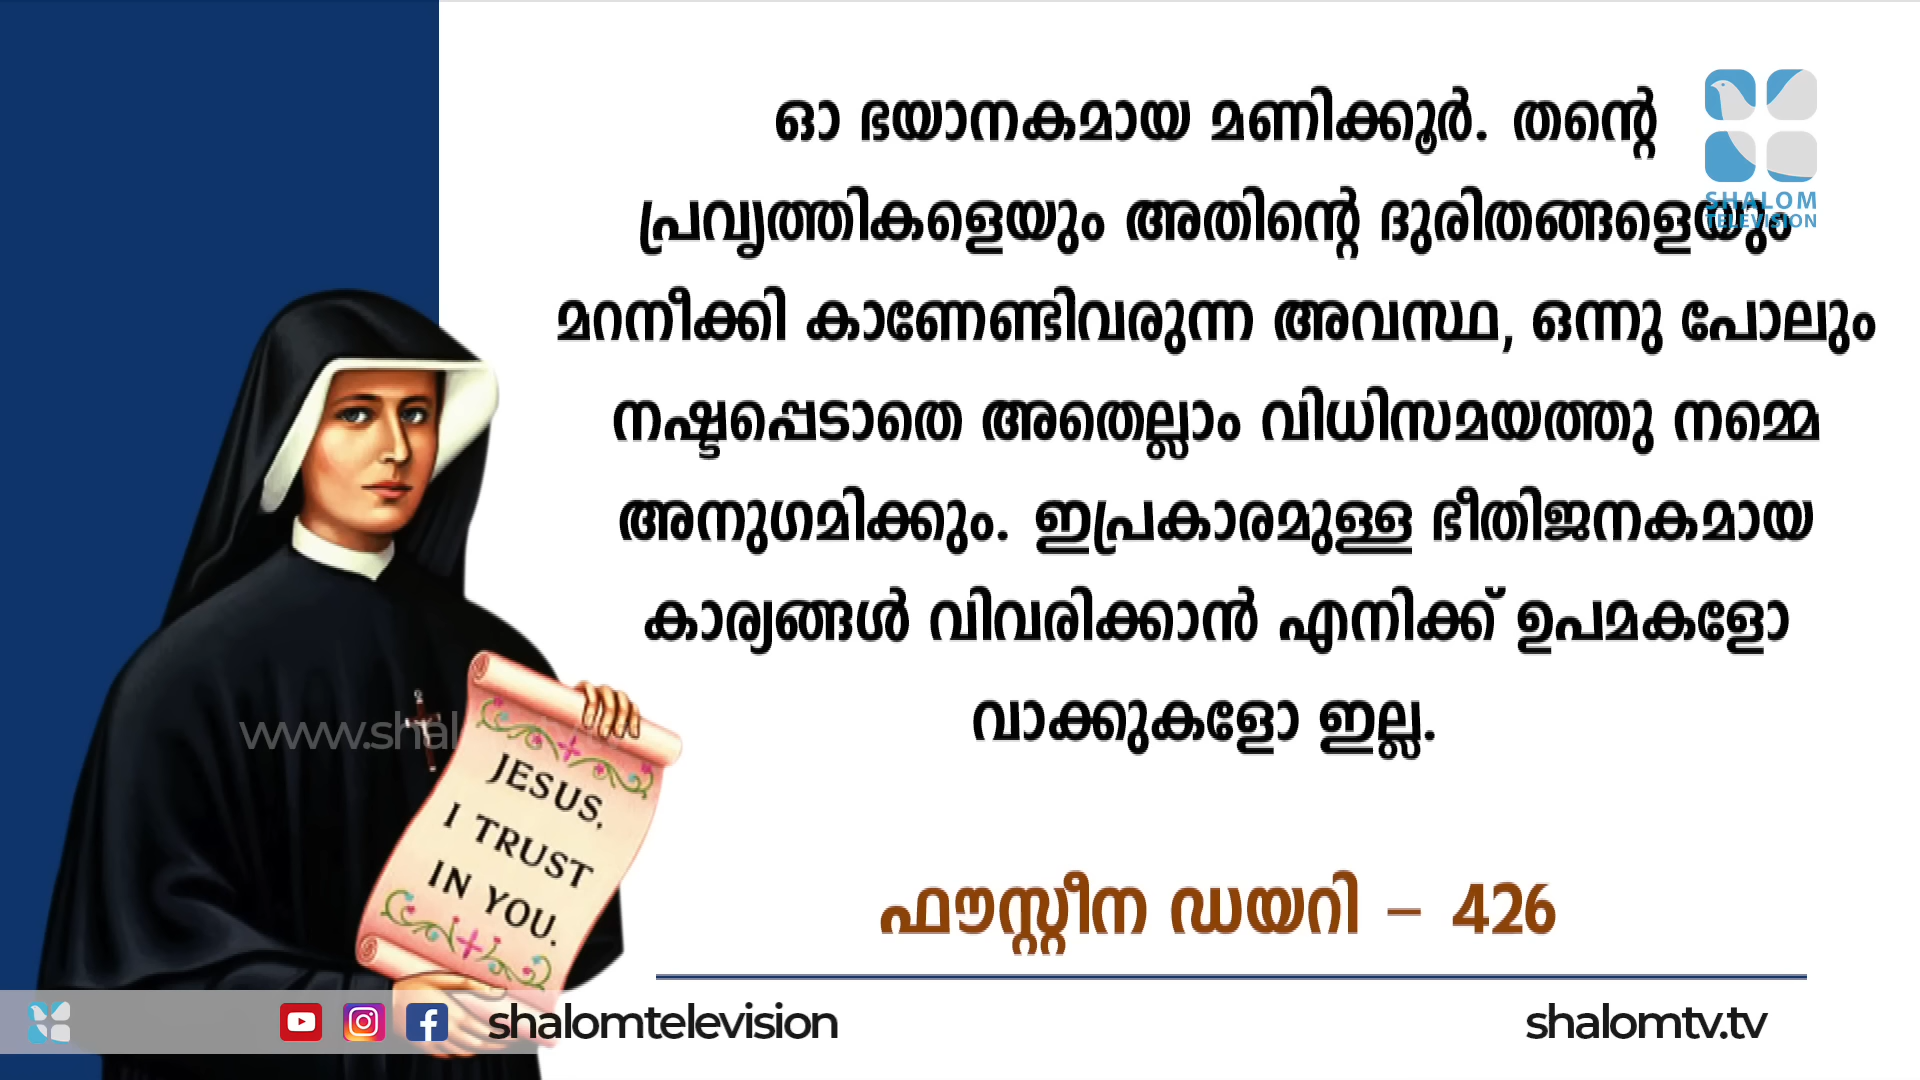 ഓ ഭയാനകമായ മണിക്കൂർ. തന്റെ
പ്രവൃത്തികളെയും അതിന്റെ ദുരിതങ്ങളെയും
മറനീക്കി കാണേണ്ടിവരുന്ന അവസ്ഥ, ഒന്നു പോലും
നഷ്ടപ്പെടാതെ അതെല്ലാം വിധിസമയത്തു നമ്മെ
അനുഗമിക്കും. ഇപ്രകാരമുള്ള ഭീതിജനകമായ
കാര്യങ്ങൾ വിവരിക്കാൻ എനിക്ക് ഉപമകളോ
വാക്കുകളോ ഇല്ല.
ഫൗസ്റ്റീന ഡയറി – 426
SHALOM
TELEVISION
www.shal
JESUS,
I TRUST
IN YOU.
shalomtelevision
shalomtv.tv